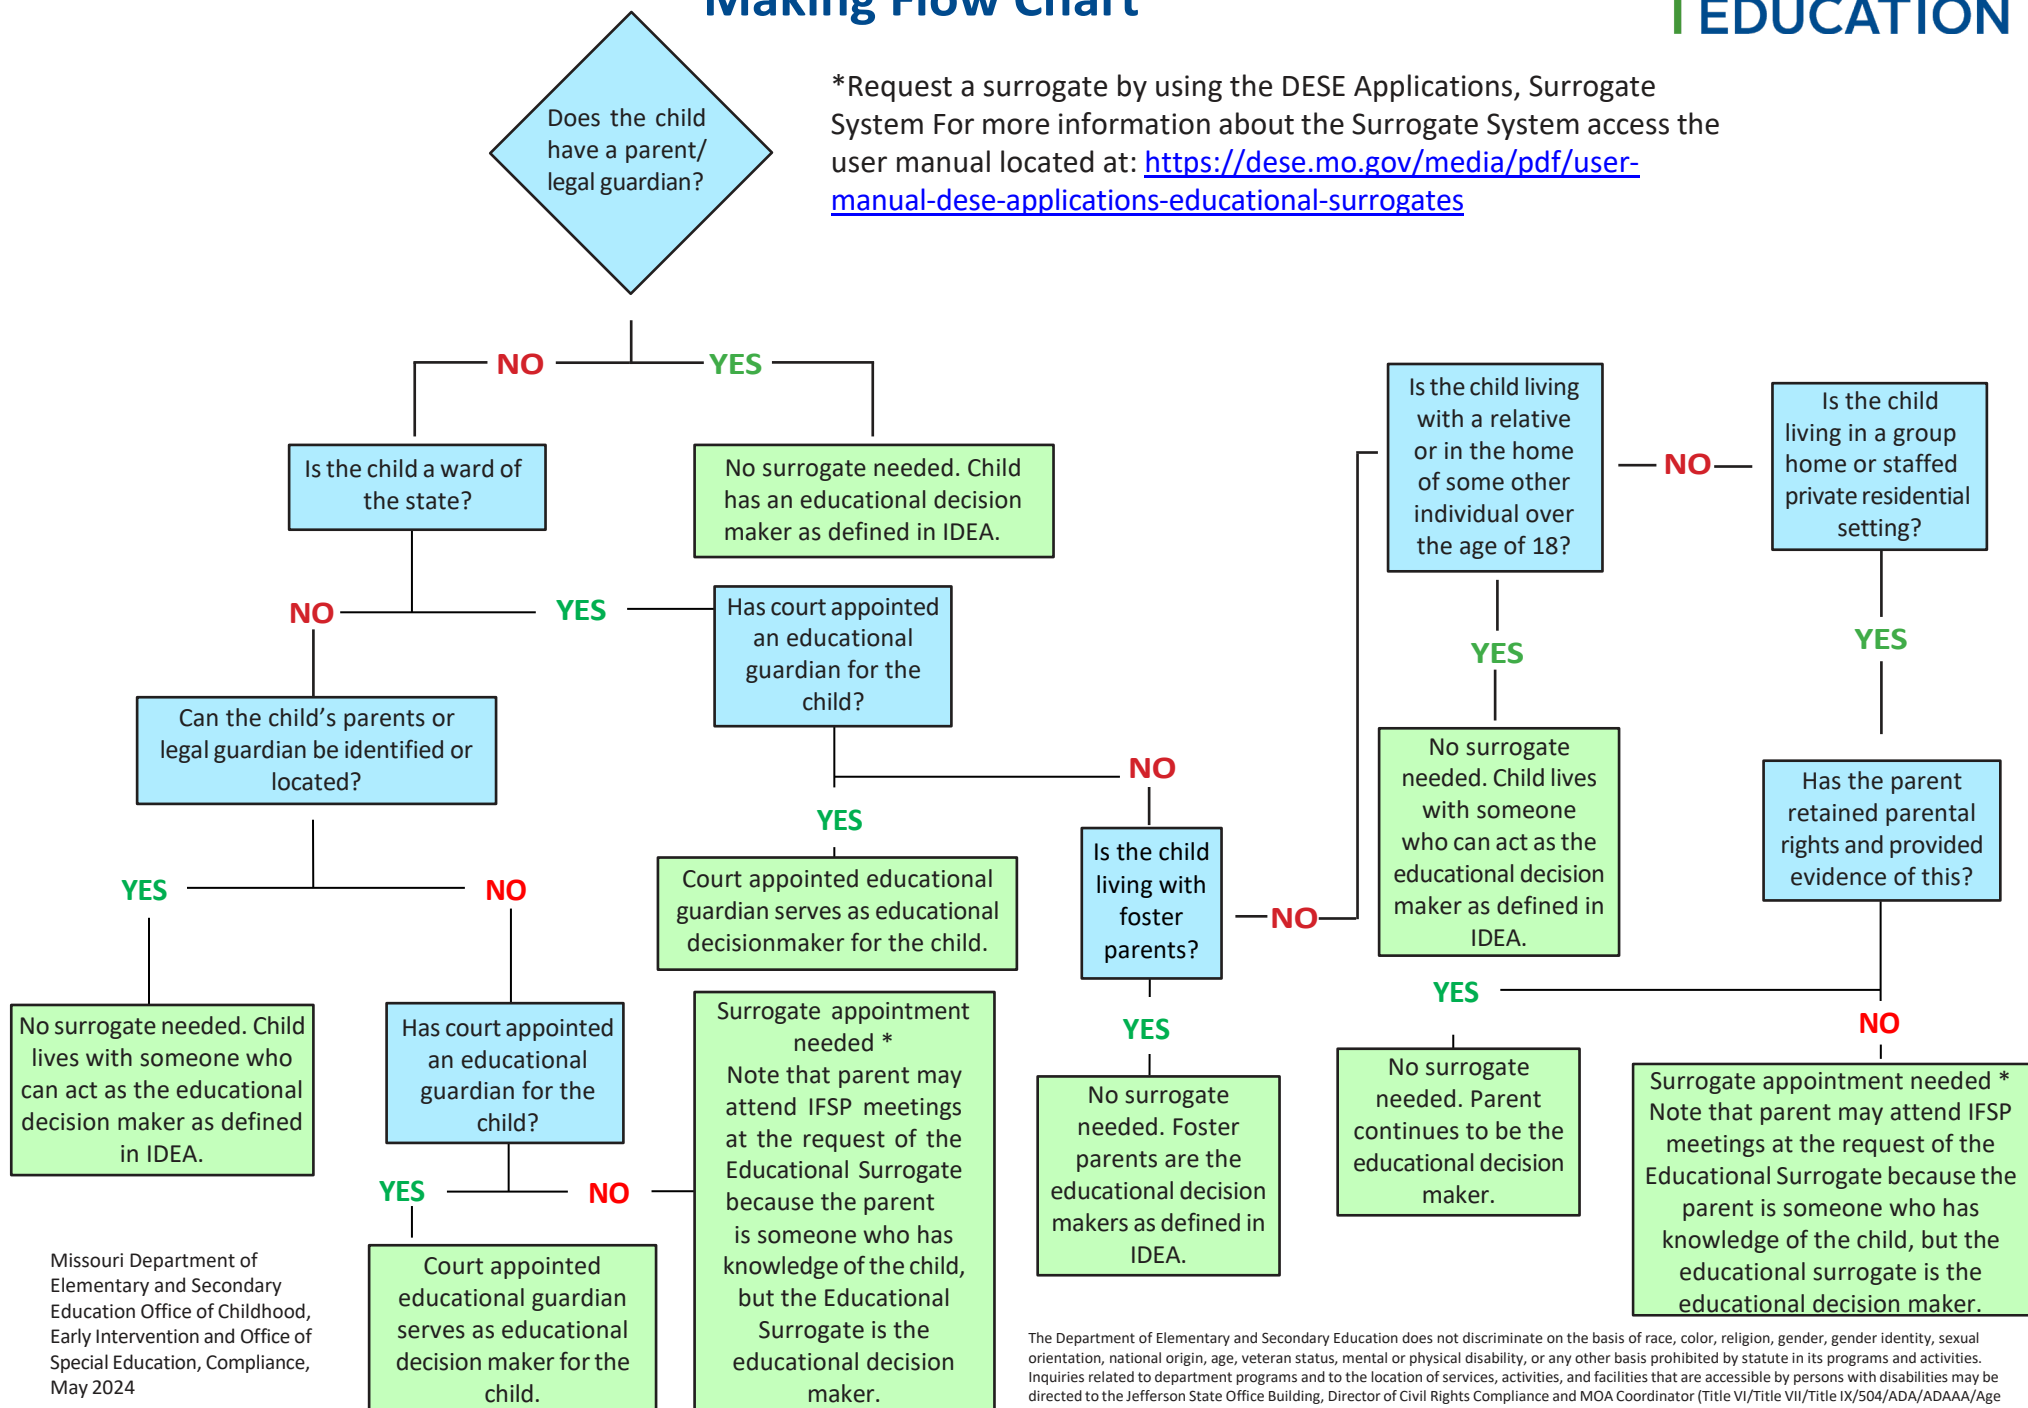 Making Flow Chart
EDUCATION
*Request a surrogate by using the DESE Applications, Surrogate
System For more information about the Surrogate System access the
user manual located at: https://dese.mo.gov/media/pdf/user-
manual-dese-applications-educational-surrogates
Does the child
have a parent/
legal guardian?
NO
YES
Is the child a ward of
the state?
No surrogate needed. Child
has an educational decision
maker as defined in IDEA.
NO
YES
Has court appointed
an educational
guardian for the
child?
Can the child’s parents or
legal guardian be identified or
located?
YES
NO
YES
Court appointed educational
guardian serves as educational
decisionmaker for the child.
NO
Is the child
living with
foster
parents?
NO
YES
No surrogate
needed. Foster
parents are the
educational decision
makers as defined in
IDEA.
Is the child living
with a relative
or in the home
of some other
individual over
the age of 18?
NO
Is the child
living in a group
home or staffed
private residential
setting?
YES
YES
No surrogate
needed. Child lives
with someone
who can act as the
educational decision
maker as defined in
IDEA.
Has the parent
retained parental
rights and provided
evidence of this?
YES
NO
No surrogate
needed. Parent
continues to be the
educational decision
maker.
Surrogate appointment needed *
Note that parent may attend IFSP
meetings at the request of the
Educational Surrogate because the
parent is someone who has
knowledge of the child, but the
educational surrogate is the
educational decision maker.
No surrogate needed. Child
lives with someone who
can act as the educational
decision maker as defined
in IDEA.
Has court appointed
an educational
guardian for the
child?
YES
NO
Court appointed
educational guardian
serves as educational
decision maker for the
child.
Surrogate appointment
needed *
Note that parent may
attend IFSP meetings
at the request of the
Educational Surrogate
because the parent
is someone who has
knowledge of the child,
but the Educational
Surrogate is the
educational decision
maker.
Missouri Department of
Elementary and Secondary
Education Office of Childhood,
Early Intervention and Office of
Special Education, Compliance,
May 2024
The Department of Elementary and Secondary Education does not discriminate on the basis of race, color, religion, gender, gender identity, sexual
orientation, national origin, age, veteran status, mental or physical disability, or any other basis prohibited by statute in its programs and activities.
Inquiries related to department programs and to the location of services, activities, and facilities that are accessible by persons with disabilities may be
directed to the Jefferson State Office Building, Director of Civil Rights Compliance and MOA Coordinator (Title VI/Title VII/Title IX/504/ADA/ADAAA/Age